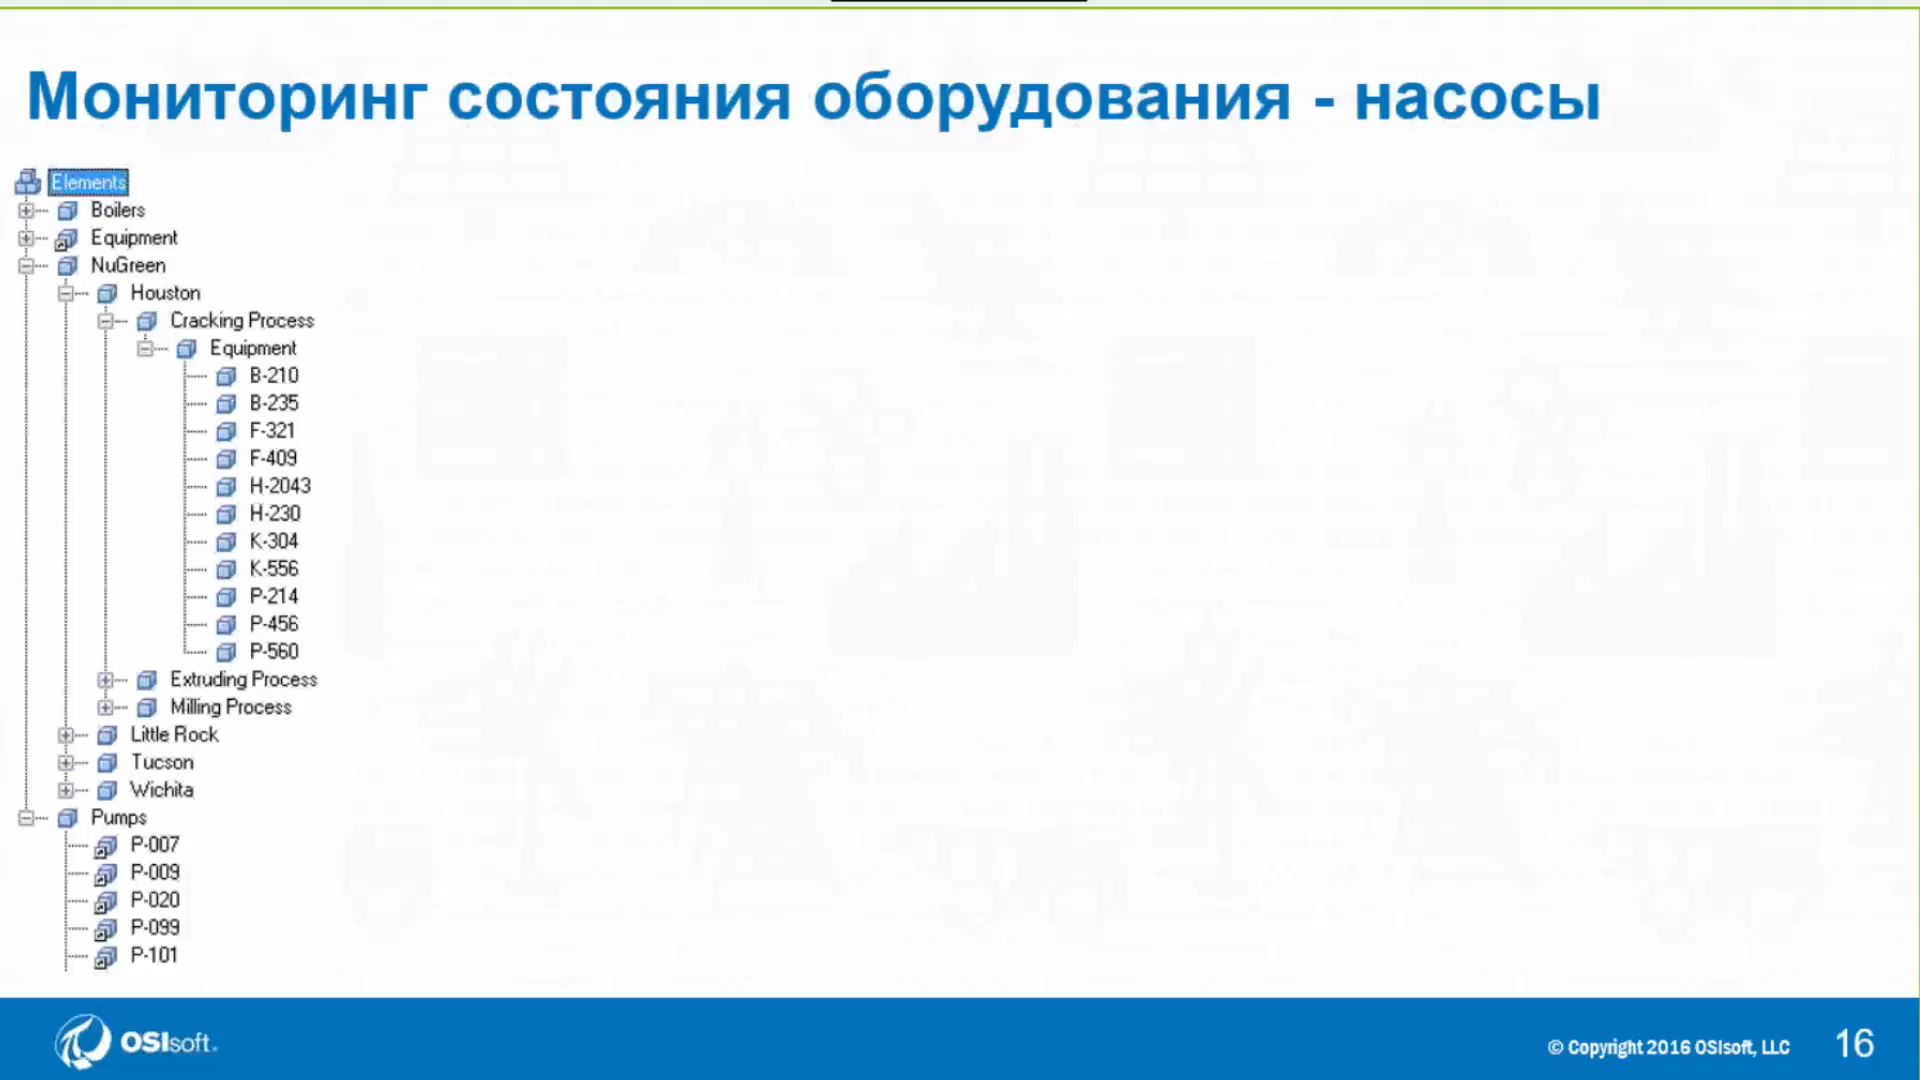 Мониторинг состояния оборудования - насосы
Elements
Boilers
Equipment
NuGreen
Houston
Cracking Process
Equipment
B-210
B-235
F-321
F-409
H-2043
H-230
K-304
K-556
P-214
P-456
P-560
Extruding Process
Milling Process
Little Rock
Tucson
Wichita
Pumps
P-007
P-009
P-020
P-099
P-101
OSIsoft.
© Copyright 2016 OSIsoft, LLC
16